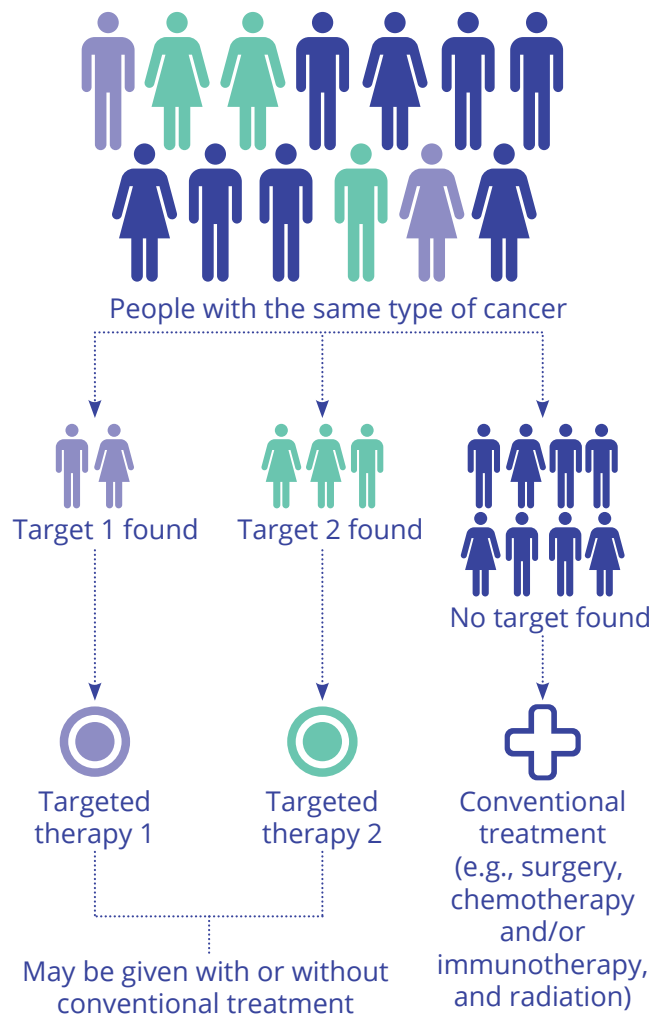 People with the same type of cancer
Target 1 found
Target 2 found
No target found
Targeted
therapy 1
Targeted
therapy 2
Conventional
treatment
(e.g., surgery,
chemotherapy
and/or
immunotherapy,
and radiation)
May be given with or without
conventional treatment